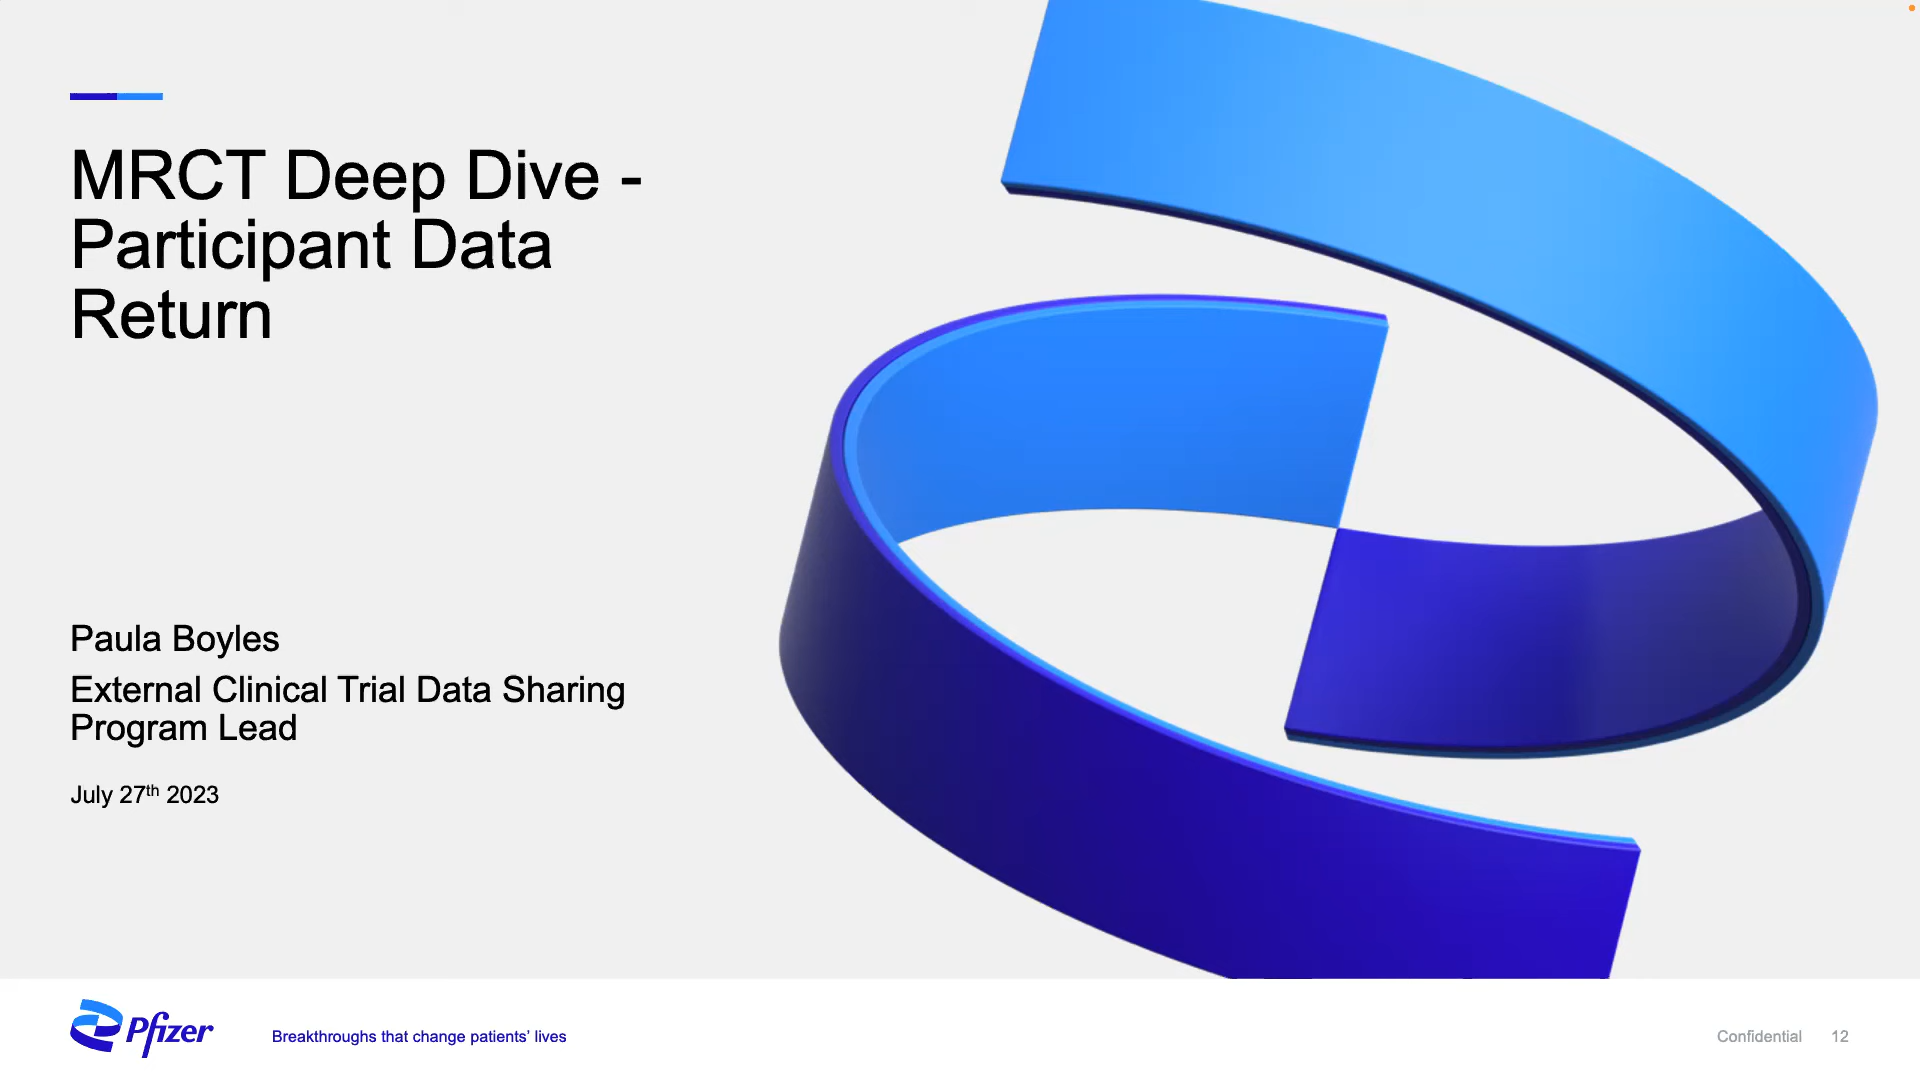 MRCT Deep Dive -
Participant Data
Return
Paula Boyles
External Clinical Trial Data Sharing
Program Lead
July 27th 2023
Pfizer
Breakthroughs that change patients’ lives
Confidential
12